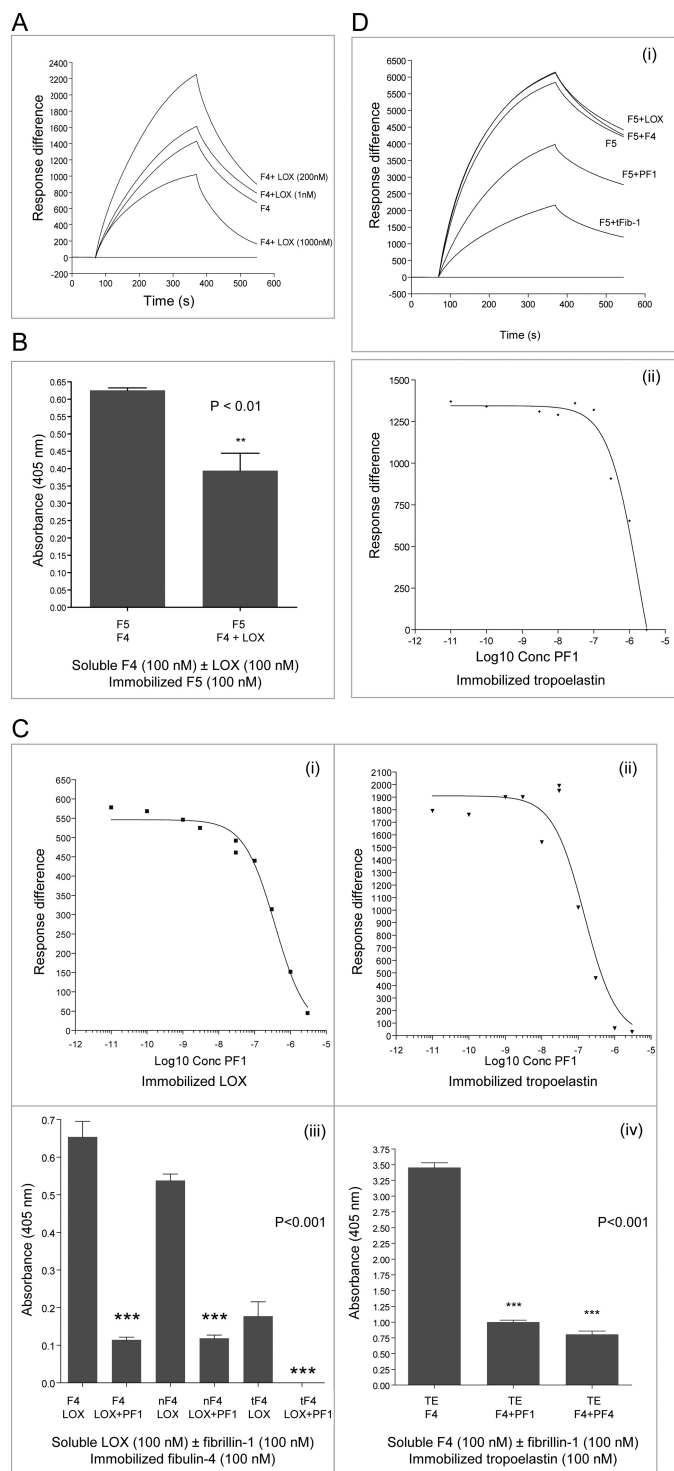 A
2400
2200
2000
1800
1600
1400
1200
1000
800
600
400
200
0
-200
Response difference
F4+ LOX (200nM)
F4+LOX (1nM)
F4
F4+ LOX (1000nM)
0 100 200 300 400 500 600
Time (s)
B
0.65
0.60
0.55
0.50
0.45
0.40
0.35
0.30
0.25
0.20
0.15
0.10
0.05
0.00
Absorbance (405 nm)
P < 0.01
**
F5 F5
F4 F4 + LOX
Soluble F4 (100 nM) ± LOX (100 nM)
Immobilized F5 (100 nM)
D
(i)
6500
6000
5500
5000
4500
4000
3500
3000
2500
2000
1500
1000
500
0
-500
Response difference
F5+LOX
F5+F4
F5
F5+PF1
F5+tFib-1
0 100 200 300 400 500 600
Time (s)
(ii)
1500
1250
1000
750
500
250
0
Response difference
-12 -11 -10 -9 -8 -7 -6 -5
Log10 Conc PF1
Immobilized tropoelastin
C
(i)
650
600
550
500
450
400
350
300
250
200
150
100
50
0
Response difference
-12 -11 -10 -9 -8 -7 -6 -5
Log10 Conc PF1
Immobilized LOX
(ii)
2100
2000
1900
1800
1700
1600
1500
1400
1300
1200
1100
1000
900
800
700
600
500
400
300
200
100
0
Response difference
-12 -11 -10 -9 -8 -7 -6 -5
Log10 Conc PF1
Immobilized tropoelastin
(iii)
0.7
0.6
0.5
0.4
0.3
0.2
0.1
0.0
Absorbance (405 nm)
P<0.001
*** *** ***
F4 F4 nF4 nF4 tF4 tF4
LOX LOX+PF1 LOX LOX+PF1 LOX LOX+PF1
Soluble LOX (100 nM) ± fibrillin-1 (100 nM)
Immobilized fibulin-4 (100 nM)
(iv)
3.75
3.50
3.25
3.00
2.75
2.50
2.25
2.00
1.75
1.50
1.25
1.00
0.75
0.50
0.25
0.00
Absorbance (405 nm)
P<0.001
*** ***
TE TE TE
F4 F4+PF1 F4+PF4
Soluble F4 (100 nM) ± fibrillin-1 (100 nM)
Immobilized tropoelastin (100 nM)